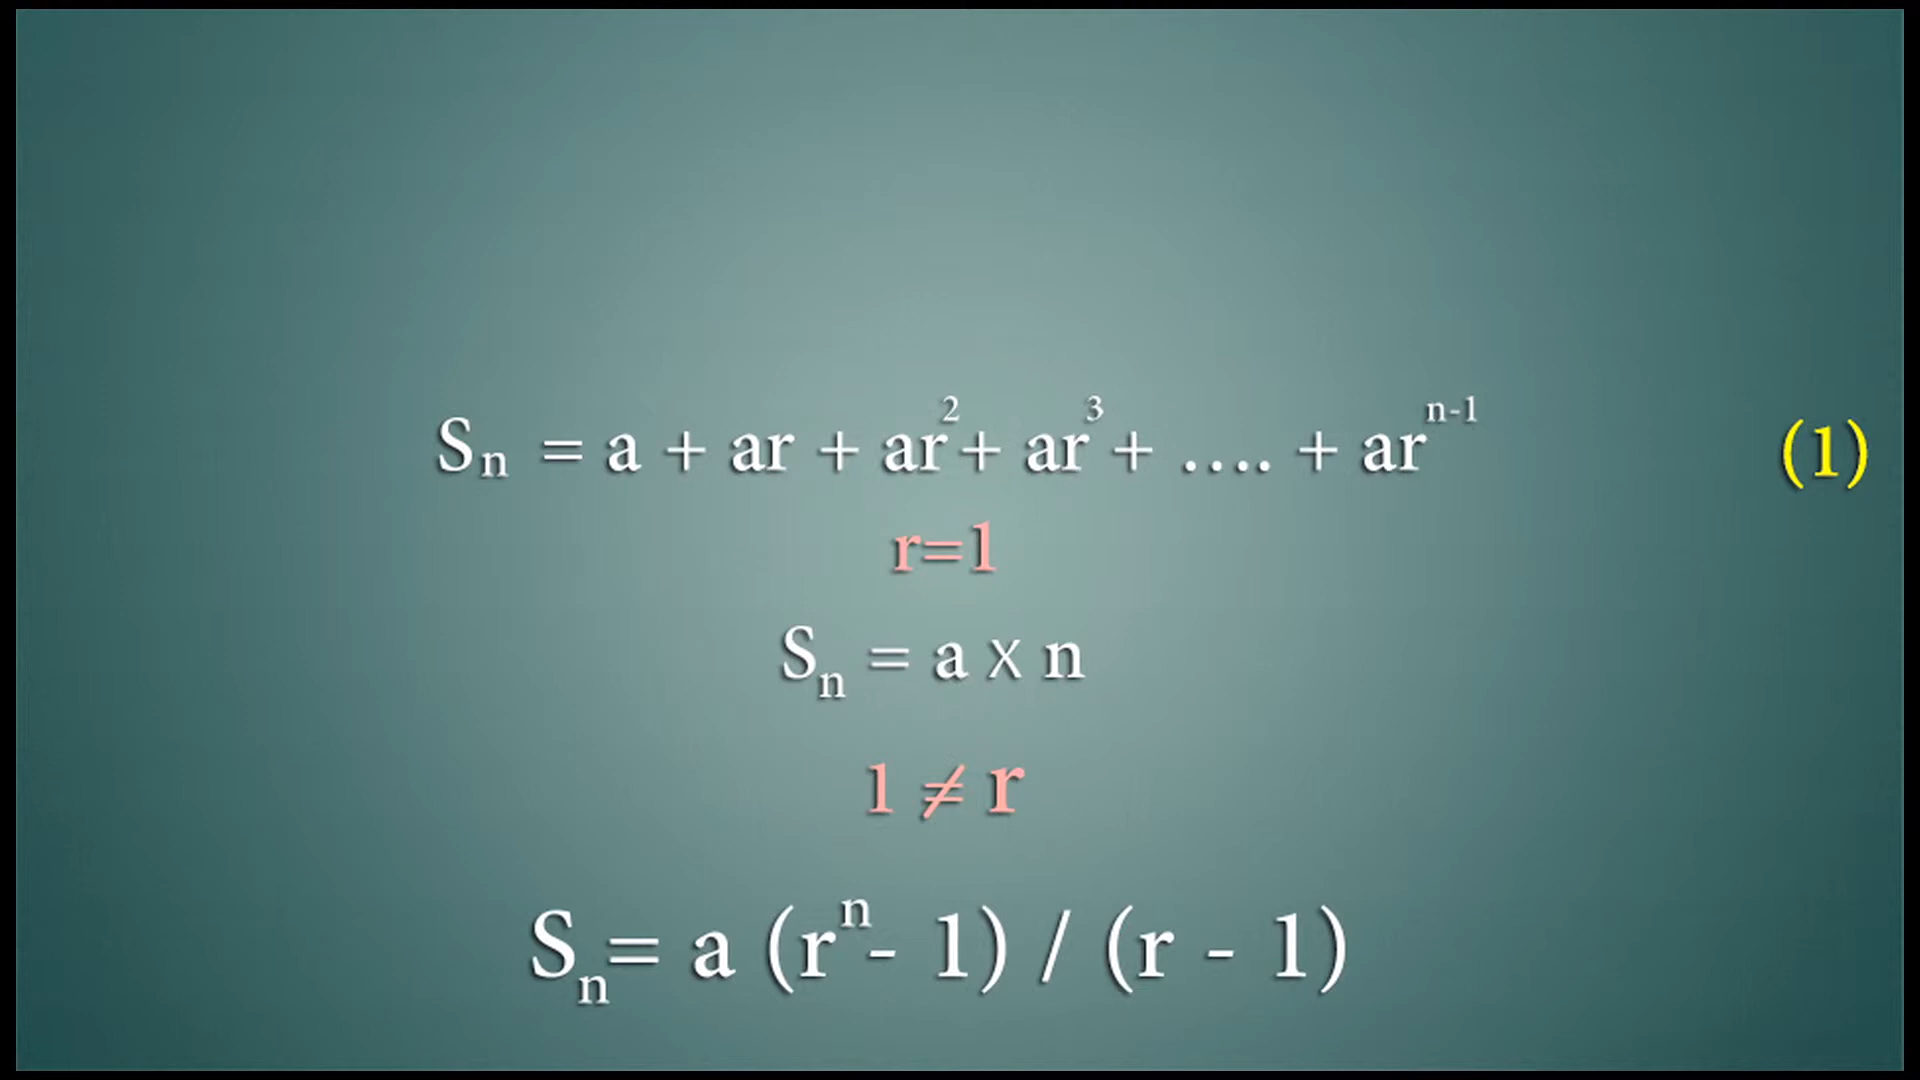 Sₙ = a + ar + ar² + ar³ + .... + arⁿ⁻¹ (1)
r=1
Sₙ = a x n
1 ≠ r
Sₙ = a (rⁿ - 1) / (r - 1)